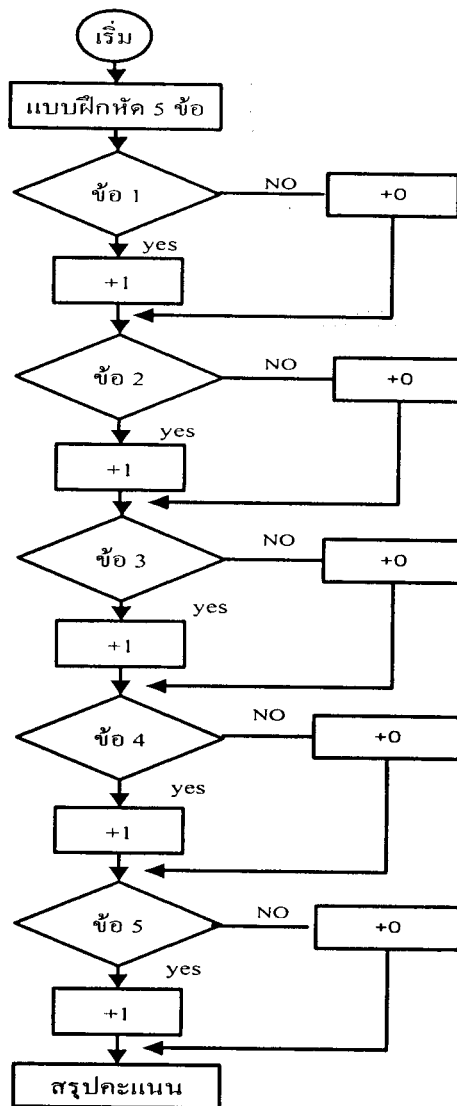 เริ่ม
แบบฝึกหัด 5 ข้อ
ข้อ 1
NO
+0
yes
+1
ข้อ 2
NO
+0
yes
+1
ข้อ 3
NO
+0
yes
+1
ข้อ 4
NO
+0
yes
+1
ข้อ 5
NO
+0
yes
+1
สรุปคะแนน